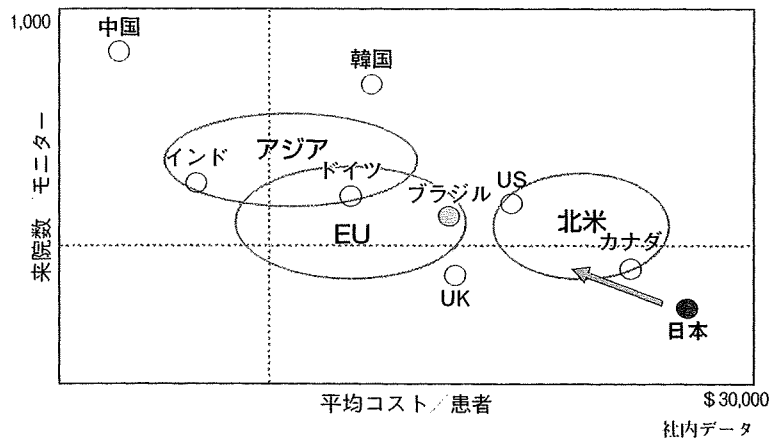 1,000
中国
韓国
アジア
インド
ドイツ
ブラジル
US
北米
EU
カナダ
UK
日本
来院数／モニター
平均コスト／患者
$30,000
社内データ